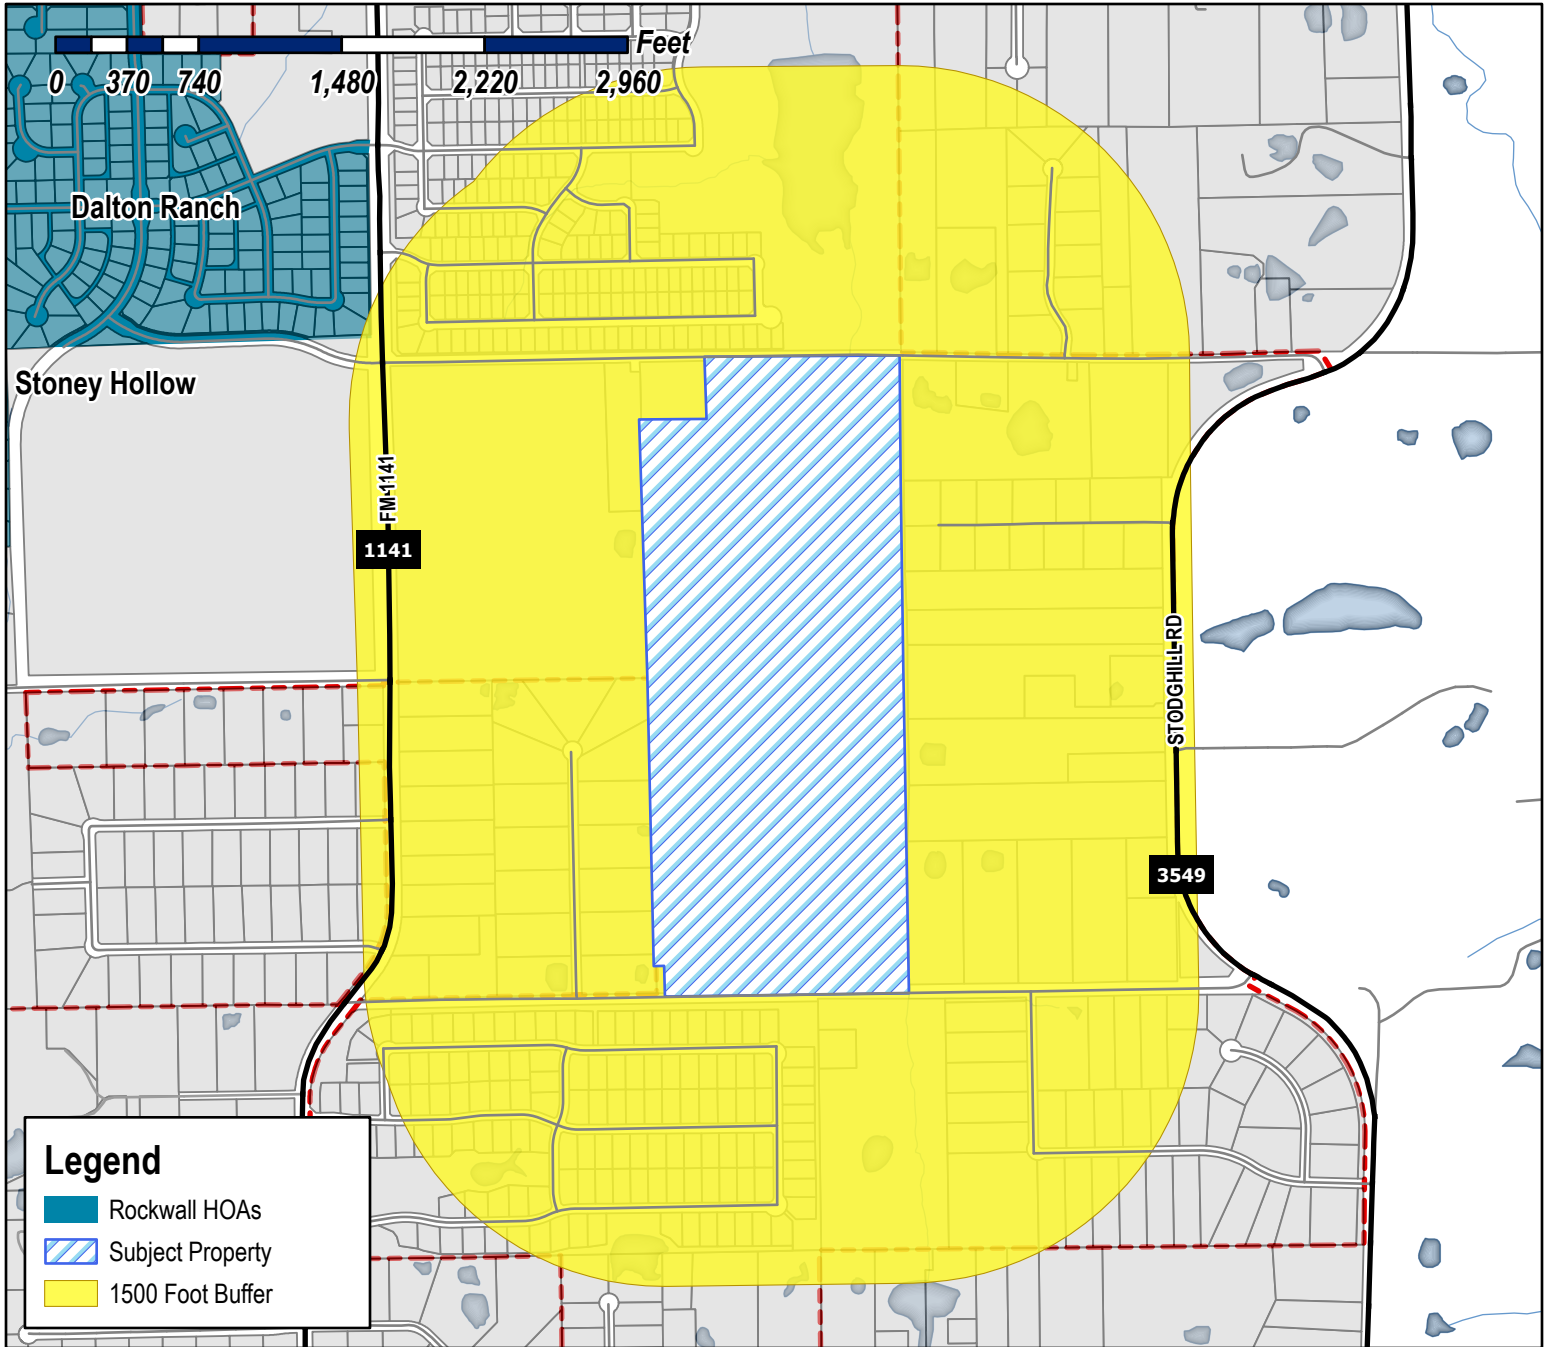 Feet
0 370 740 1,480 2,220 2,960
Dalton Ranch
Stoney Hollow
FM-1141
1141
STODGHILL RD
3549
Legend
Rockwall HOAs
Subject Property
1500 Foot Buffer